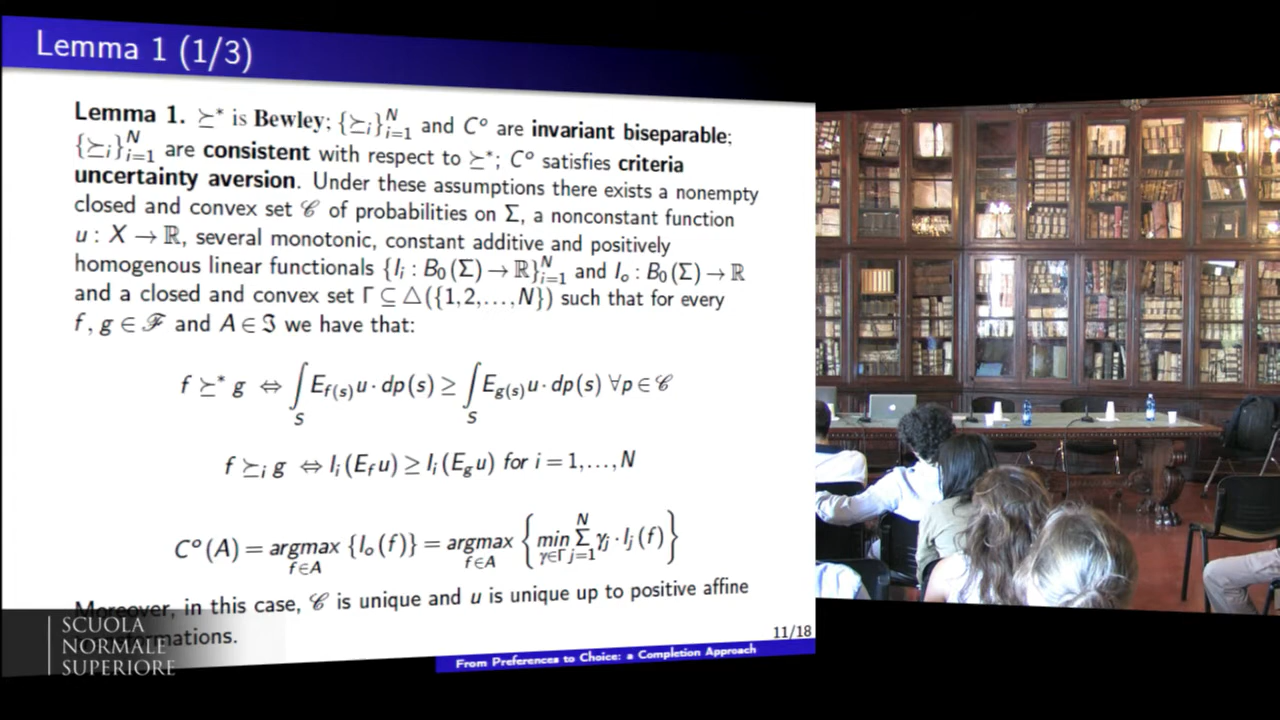 Lemma 1 (1/3)
Lemma 1. ≿* is Bewley; {≿ᵢ}ᵢ₌₁ᴺ and Cᵒ are invariant biseparable;
{≿ᵢ}ᵢ₌₁ᴺ are consistent with respect to ≿*; Cᵒ satisfies criteria
uncertainty aversion. Under these assumptions there exists a nonempty
closed and convex set 𝒞 of probabilities on Σ, a nonconstant function
u : X → ℝ, several monotonic, constant additive and positively
homogenous linear functionals {Iᵢ : B₀(Σ) → ℝ}ᵢ₌₁ᴺ and Iₒ : B₀(Σ) → ℝ
and a closed and convex set Γ ⊆ △({1,2,...,N}) such that for every
f, g ∈ ℱ and A ∈ ℑ we have that:
f ≿* g ⇔ ∫_S E_{f(s)}u · dp(s) ≥ ∫_S E_{g(s)}u · dp(s) ∀p ∈ 𝒞
f ≿ᵢ g ⇔ Iᵢ(E_f u) ≥ Iᵢ(E_g u) for i = 1,...,N
Cᵒ(A) = argmax_{f∈A} {Iₒ(f)} = argmax_{f∈A} {min_{γ∈Γ} Σ_{j=1}^N γⱼ · Iⱼ(f)}
Moreover, in this case, 𝒞 is unique and u is unique up to positive affine
11/18
From Preferences to Choice: a Completion Approach
SCUOLA
NORMALE
SUPERIORE